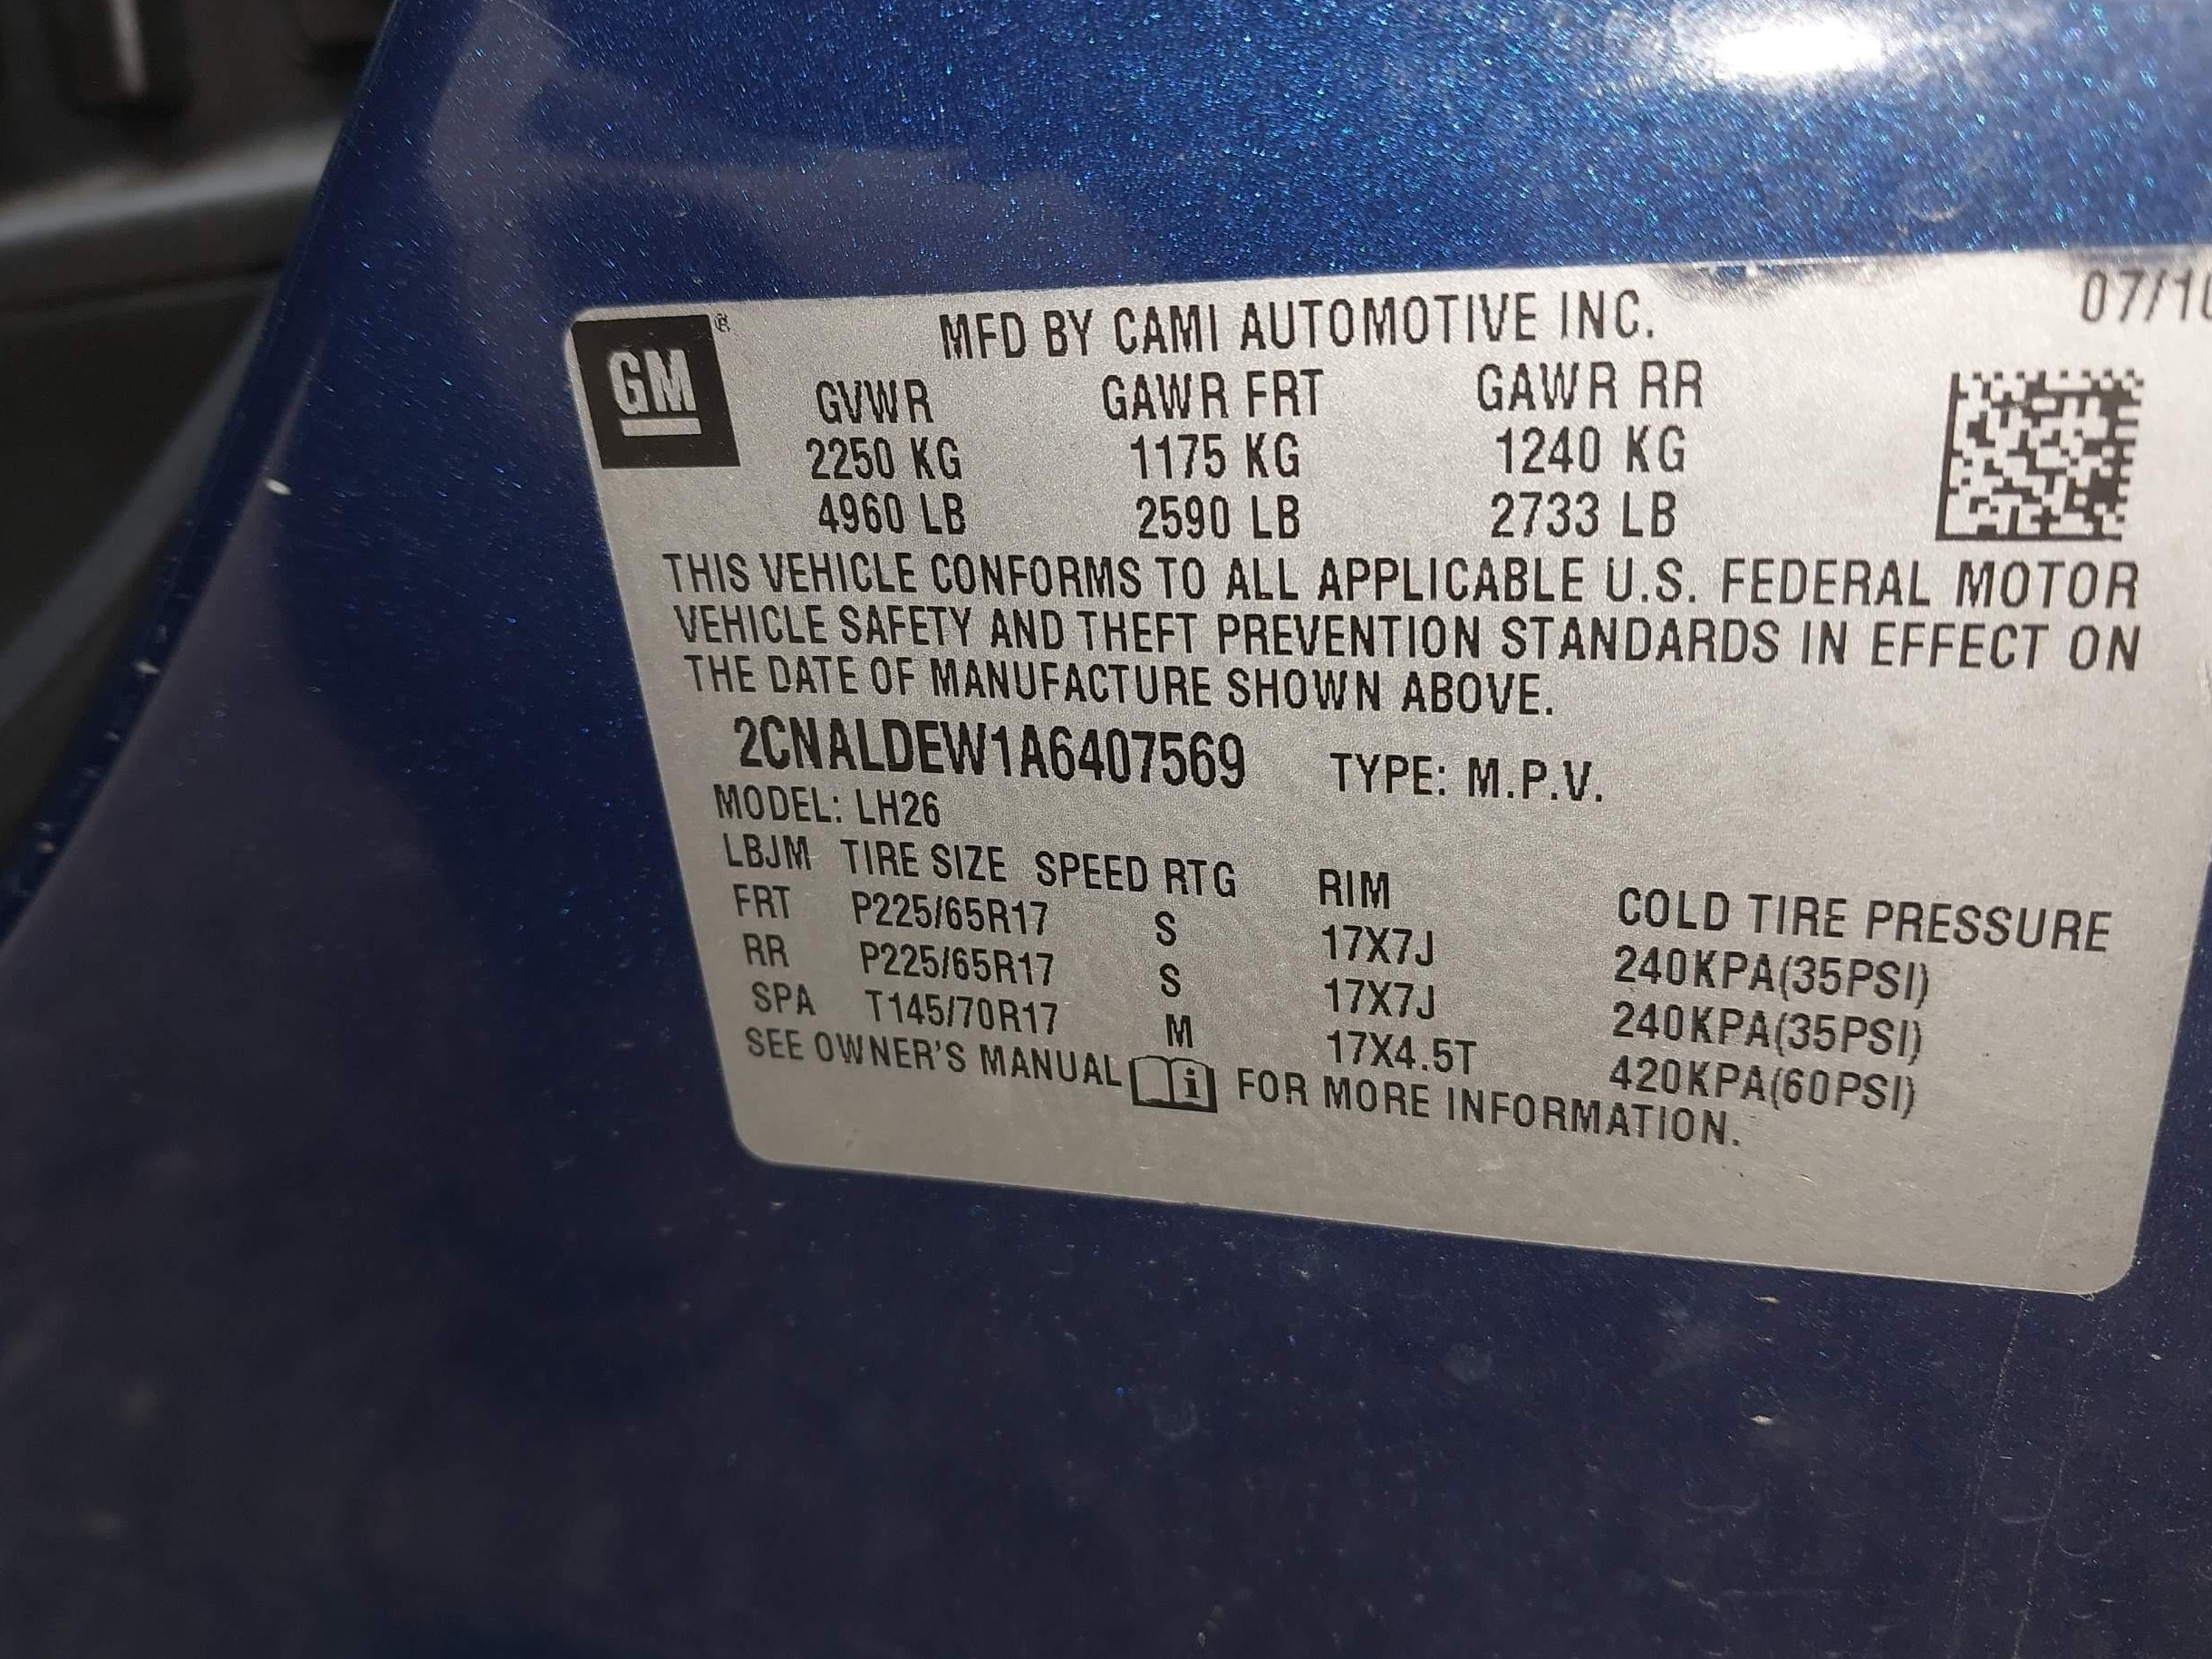 07/10
GM®
MFD BY CAMI AUTOMOTIVE INC.
GVWR GAWR FRT GAWR RR
2250 KG 1175 KG 1240 KG
4960 LB 2590 LB 2733 LB
THIS VEHICLE CONFORMS TO ALL APPLICABLE U.S. FEDERAL MOTOR
VEHICLE SAFETY AND THEFT PREVENTION STANDARDS IN EFFECT ON
THE DATE OF MANUFACTURE SHOWN ABOVE.
2CNALDEW1A6407569 TYPE: M.P.V.
MODEL: LH26
LBJM TIRE SIZE SPEED RTG RIM COLD TIRE PRESSURE
FRT P225/65R17 S 17X7J 240KPA(35PSI)
RR P225/65R17 S 17X7J 240KPA(35PSI)
SPA T145/70R17 M 17X4.5T 420KPA(60PSI)
SEE OWNER'S MANUAL i FOR MORE INFORMATION.